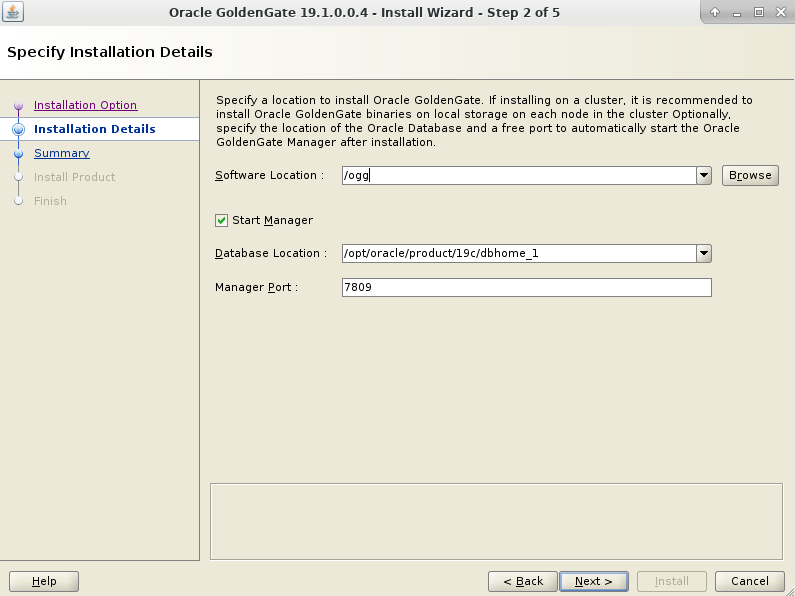 Oracle GoldenGate 19.1.0.0.4 - Install Wizard - Step 2 of 5
Specify Installation Details
Installation Option
Installation Details
Summary
Install Product
Finish
Specify a location to install Oracle GoldenGate. If installing on a cluster, it is recommended to
install Oracle GoldenGate binaries on local storage on each node in the cluster Optionally,
specify the location of the Oracle Database and a free port to automatically start the Oracle
GoldenGate Manager after installation.
Software Location : /ogg Browse
Start Manager
Database Location : /opt/oracle/product/19c/dbhome_1
Manager Port : 7809
Help < Back Next > Install Cancel